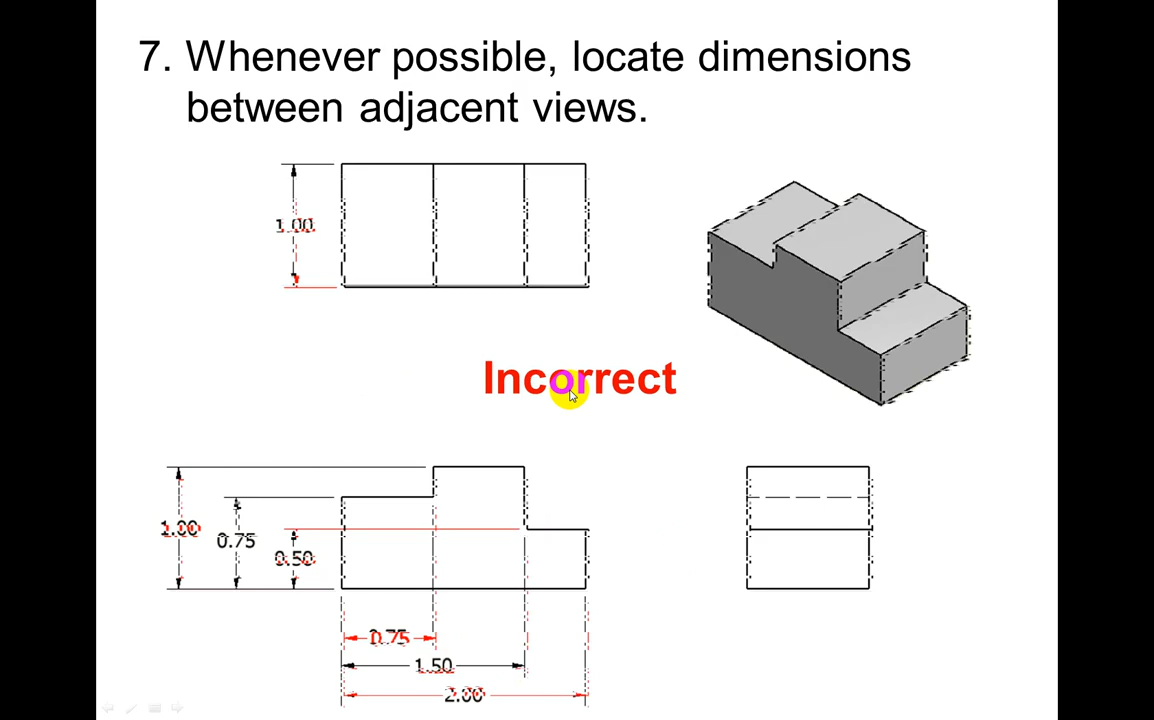 7. Whenever possible, locate dimensions
between adjacent views.
1.00
Incorrect
1.00
0.75
0.50
0.75
1.50
2.00